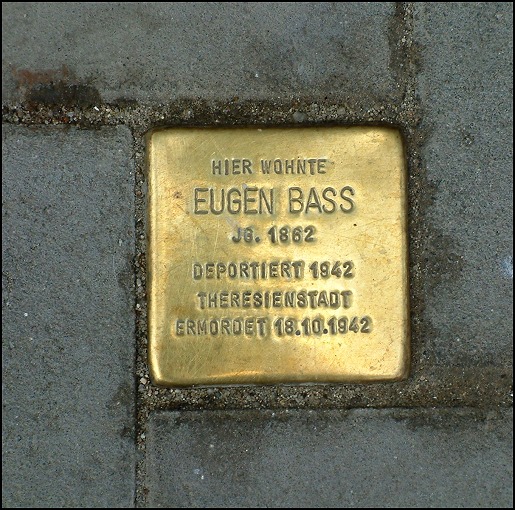 HIER WOHNTE
EUGEN BASS
JG. 1862
DEPORTIERT 1942
THERESIENSTADT
ERMORDET 18.10.1942